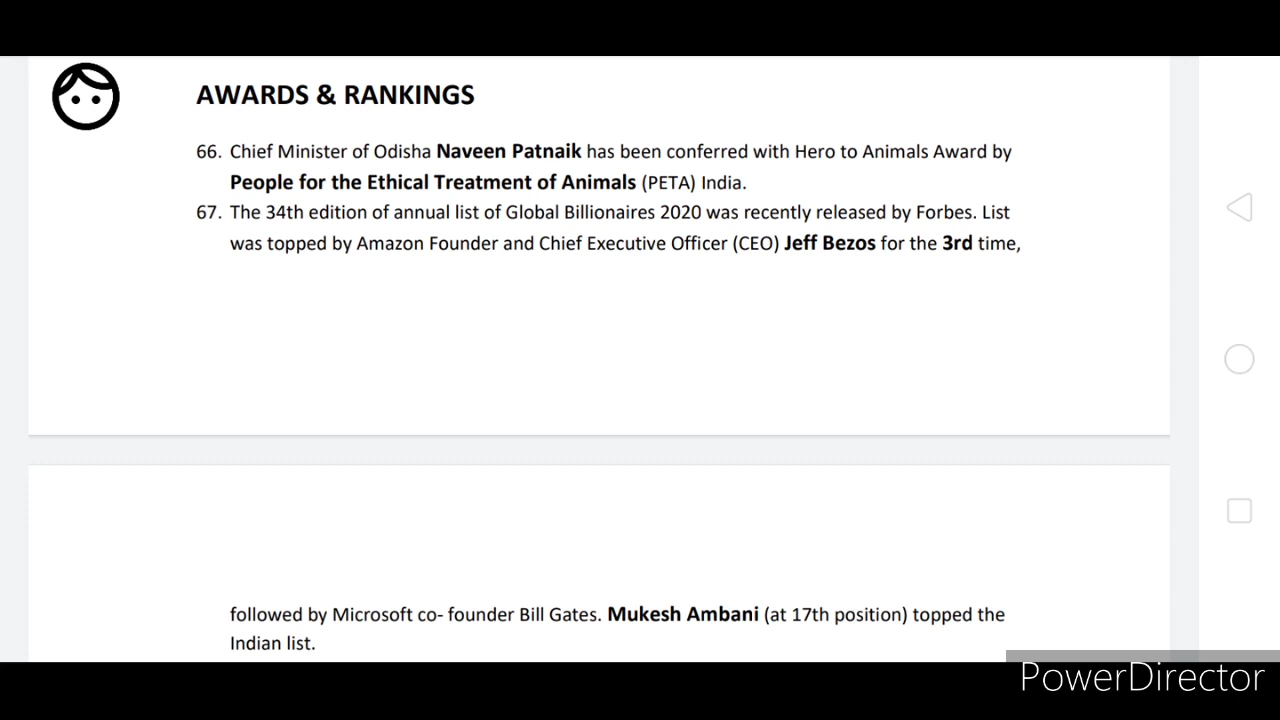 AWARDS & RANKINGS
66. Chief Minister of Odisha Naveen Patnaik has been conferred with Hero to Animals Award by
People for the Ethical Treatment of Animals (PETA) India.
67. The 34th edition of annual list of Global Billionaires 2020 was recently released by Forbes. List
was topped by Amazon Founder and Chief Executive Officer (CEO) Jeff Bezos for the 3rd time,
followed by Microsoft co- founder Bill Gates. Mukesh Ambani (at 17th position) topped the
Indian list.
PowerDirector